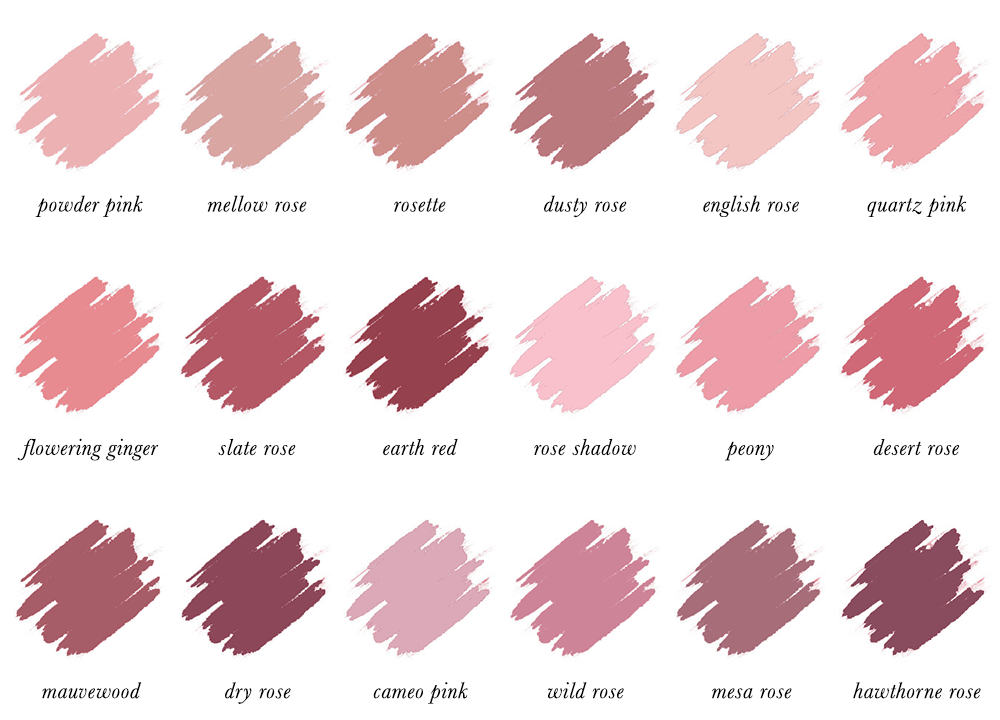 powder pink
mellow rose
rosette
dusty rose
english rose
quartz pink
flowering ginger
slate rose
earth red
rose shadow
peony
desert rose
mauvewood
dry rose
cameo pink
wild rose
mesa rose
hawthorne rose